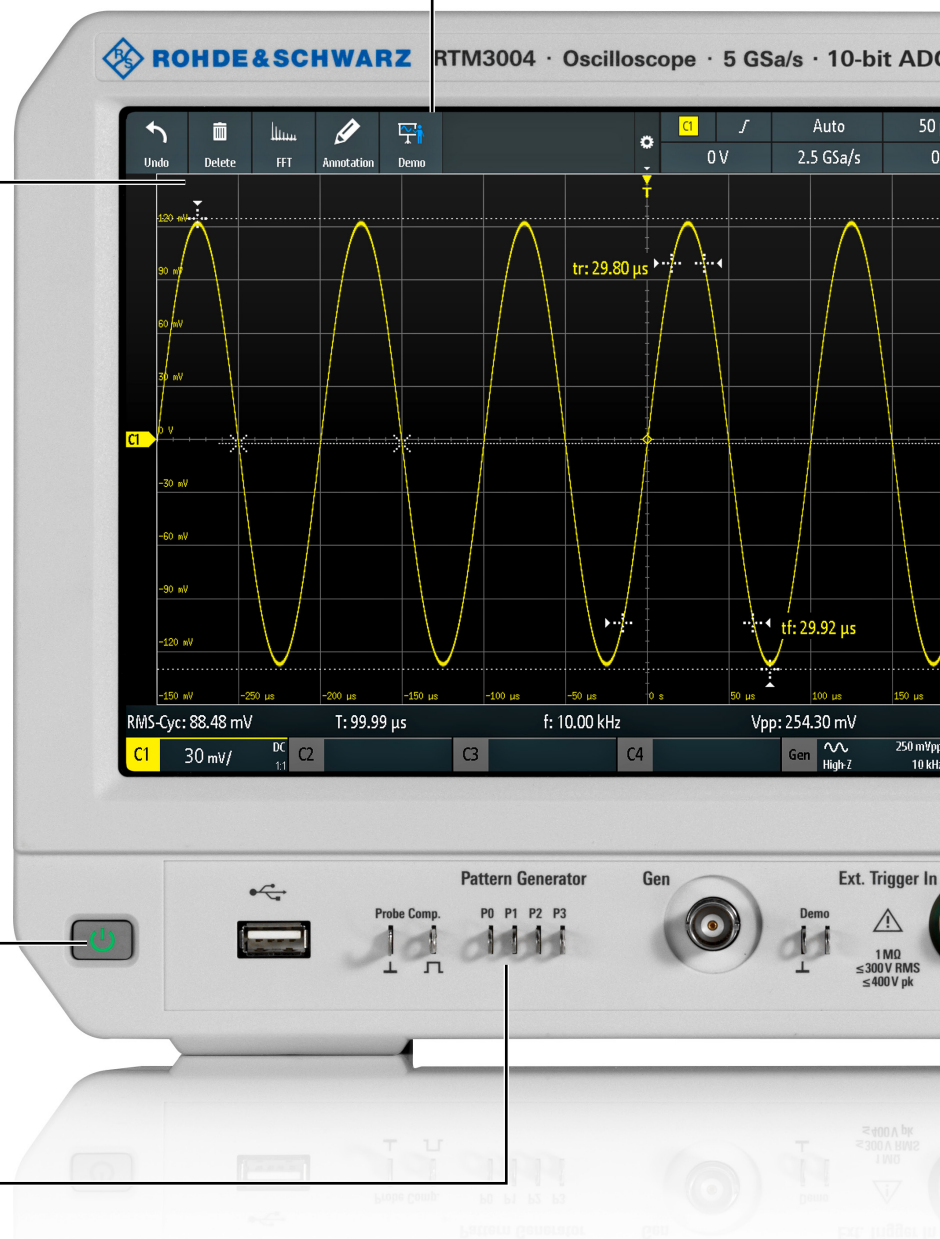 ROHDE & SCHWARZ RTM3004 · Oscilloscope · 5 GSa/s · 10-bit ADC
Undo Delete FFT Annotation Demo
C1 Auto 50
0 V 2.5 GSa/s 0
T
120 mV
90 mV
tr: 29.80 µs
60 mV
30 mV
C1 0 V
-30 mV
-60 mV
-90 mV
-120 mV
tf: 29.92 µs
-150 mV -250 µs -200 µs -150 µs -100 µs -50 µs 0 s 50 µs 100 µs 150 µs
RMS-Cyc: 88.48 mV T: 99.99 µs f: 10.00 kHz Vpp: 254.30 mV
C1 30 mV/ DC 1:1 C2 C3 C4 Gen High-Z 250 mVpp 10 kHz
Pattern Generator Gen Ext. Trigger In
Probe Comp. P0 P1 P2 P3 Demo
1 MΩ
≤300 V RMS
≤400 V pk